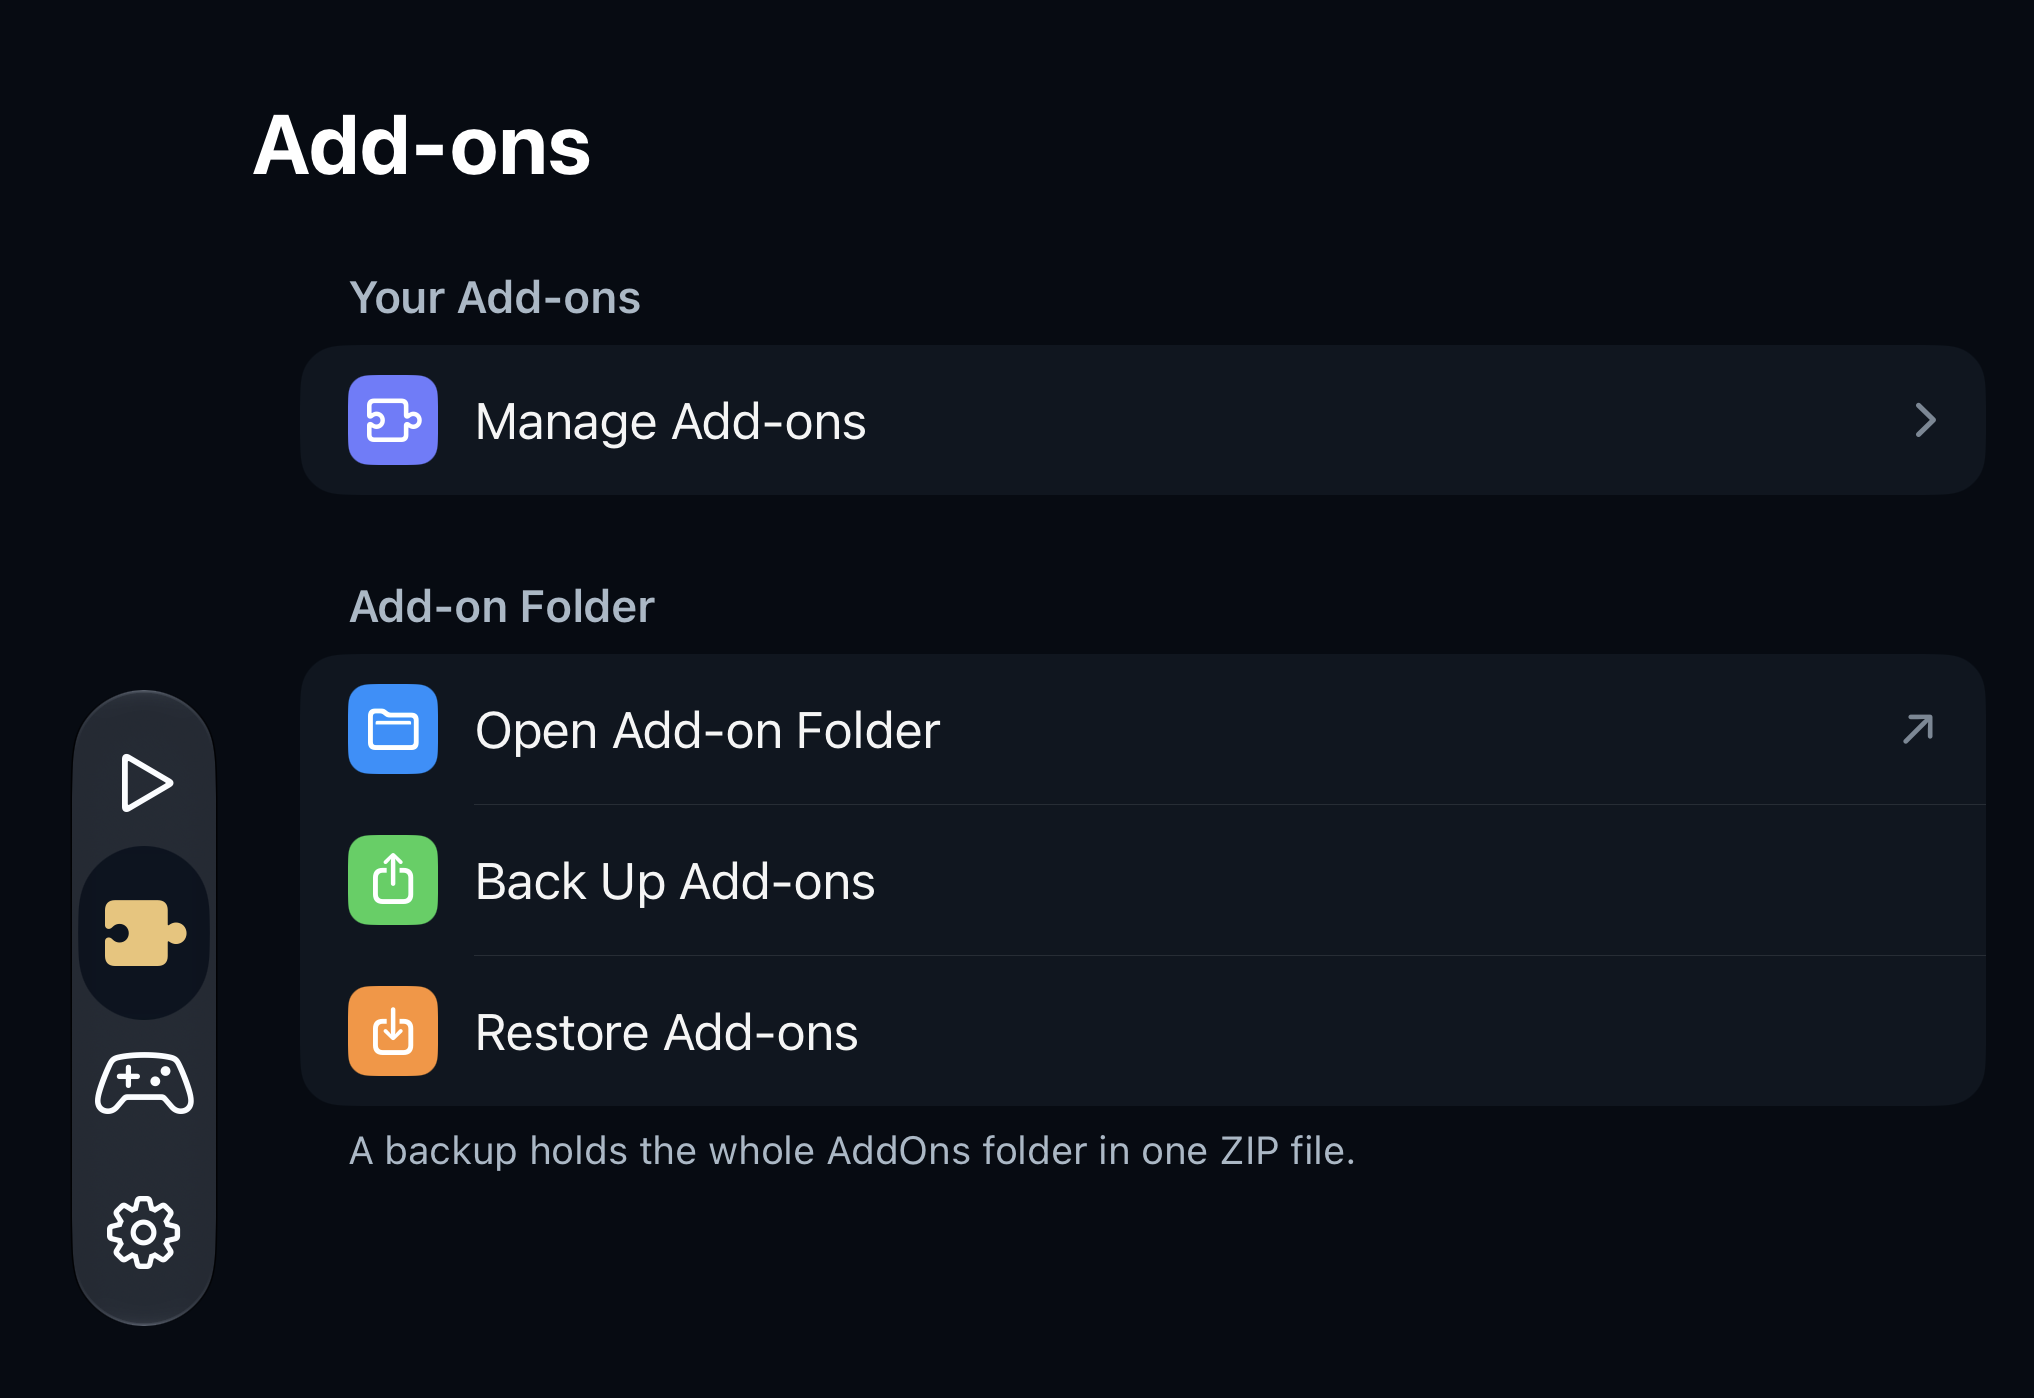 Add-ons
Your Add-ons
Manage Add-ons
Add-on Folder
Open Add-on Folder
Back Up Add-ons
Restore Add-ons
A backup holds the whole AddOns folder in one ZIP file.